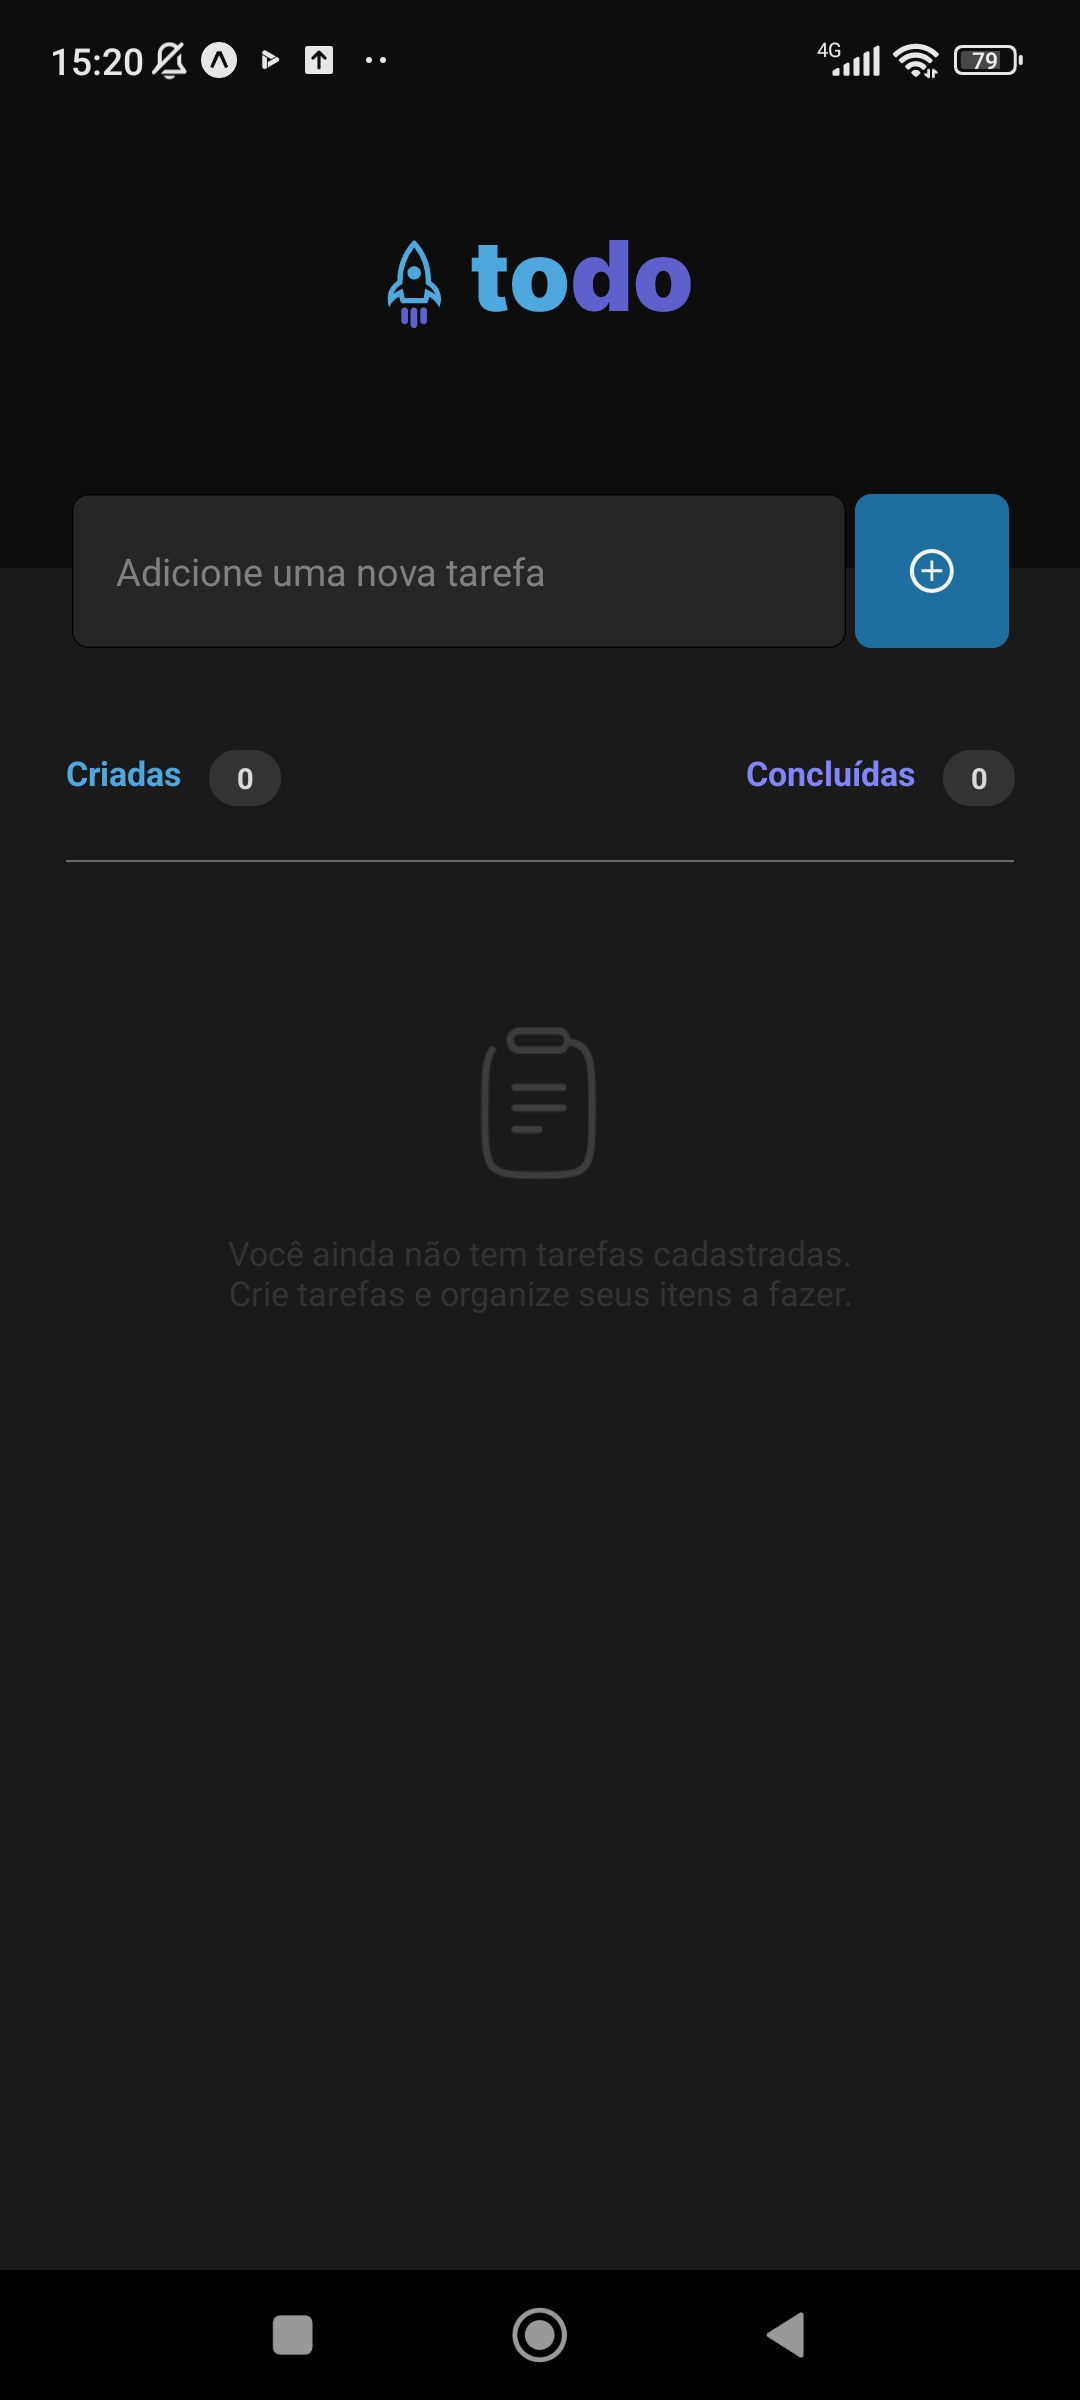 15:20
4G
79
todo
Adicione uma nova tarefa
Criadas 0
Concluídas 0
Você ainda não tem tarefas cadastradas.
Crie tarefas e organize seus itens a fazer.